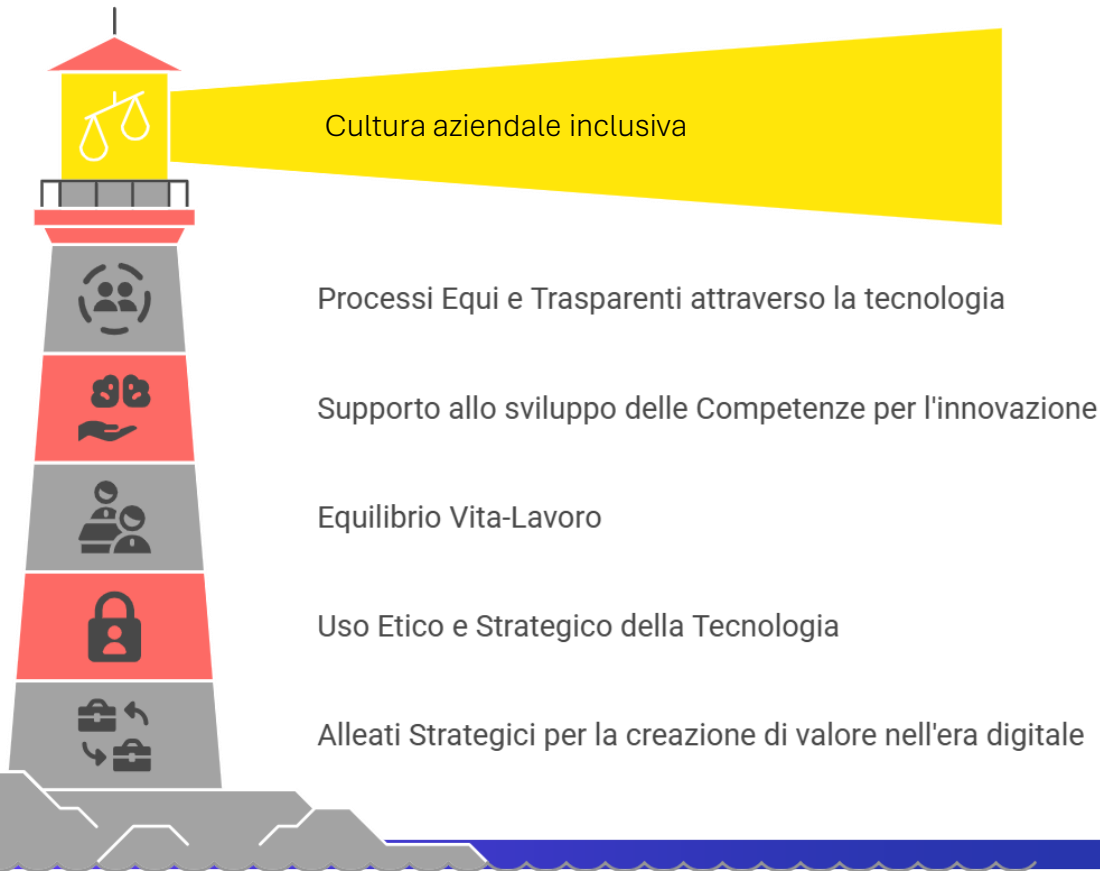 Cultura aziendale inclusiva
Processi Equi e Trasparenti attraverso la tecnologia
Supporto allo sviluppo delle Competenze per l'innovazione
Equilibrio Vita-Lavoro
Uso Etico e Strategico della Tecnologia
Alleati Strategici per la creazione di valore nell'era digitale